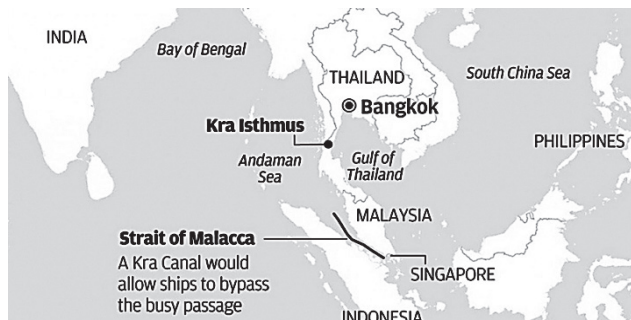 INDIA
Bay of Bengal
THAILAND
South China Sea
Bangkok
Kra Isthmus
PHILIPPINES
Andaman
Sea
Gulf of
Thailand
MALAYSIA
Strait of Malacca
A Kra Canal would
allow ships to bypass
the busy passage
SINGAPORE
INDONESIA